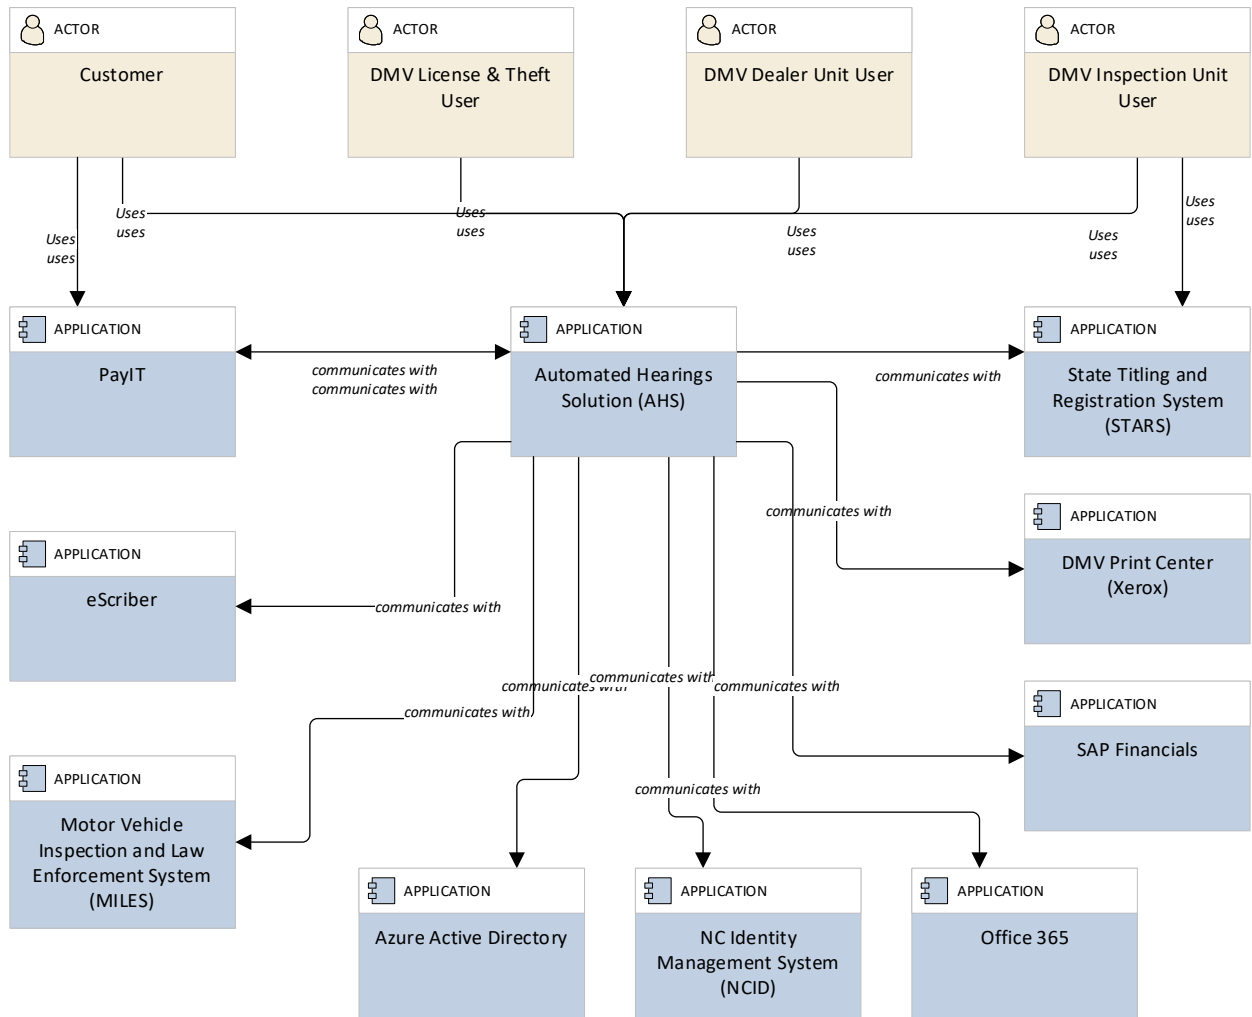 ACTOR
Customer
ACTOR
DMV License & Theft
User
ACTOR
DMV Dealer Unit User
ACTOR
DMV Inspection Unit
User
Uses
uses
Uses
uses
Uses
uses
Uses
uses
Uses
uses
Uses
uses
APPLICATION
PayIT
communicates with
communicates with
APPLICATION
Automated Hearings
Solution (AHS)
communicates with
APPLICATION
State Titling and
Registration System
(STARS)
communicates with
APPLICATION
DMV Print Center
(Xerox)
APPLICATION
eScriber
communicates with
communicates with
communicates with
communicates with
communicates with
APPLICATION
SAP Financials
communicates with
APPLICATION
Motor Vehicle
Inspection and Law
Enforcement System
(MILES)
APPLICATION
Azure Active Directory
APPLICATION
NC Identity
Management System
(NCID)
APPLICATION
Office 365